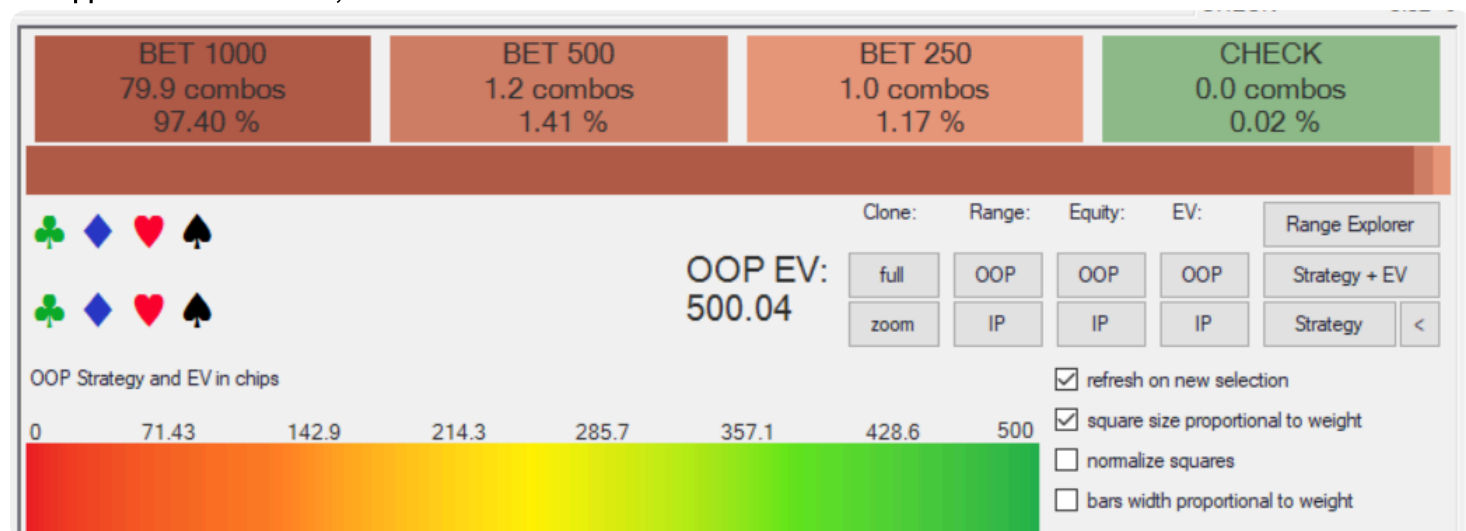 BET 1000
79.9 combos
97.40 %
BET 500
1.2 combos
1.41 %
BET 250
1.0 combos
1.17 %
CHECK
0.0 combos
0.02 %
Clone: Range: Equity: EV:
Range Explorer
OOP EV:
500.04
full OOP OOP OOP Strategy + EV
zoom IP IP IP Strategy <
OOP Strategy and EV in chips
refresh on new selection
square size proportional to weight
normalize squares
bars width proportional to weight
0 71.43 142.9 214.3 285.7 357.1 428.6 500